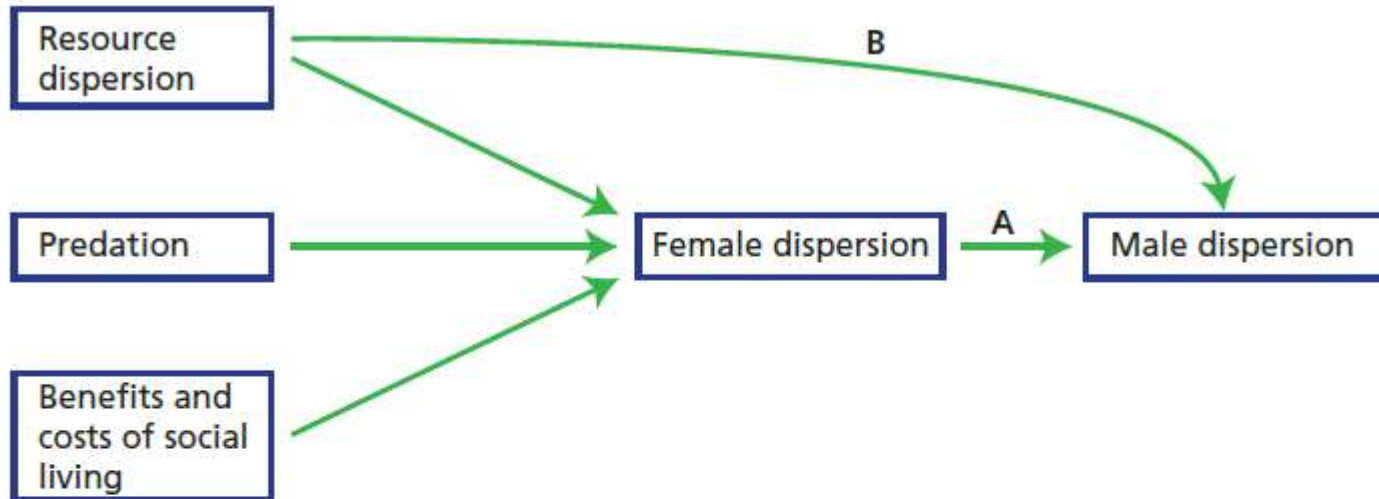 Resource
dispersion
B
Predation
Female dispersion
A
Male dispersion
Benefits and
costs of social
living